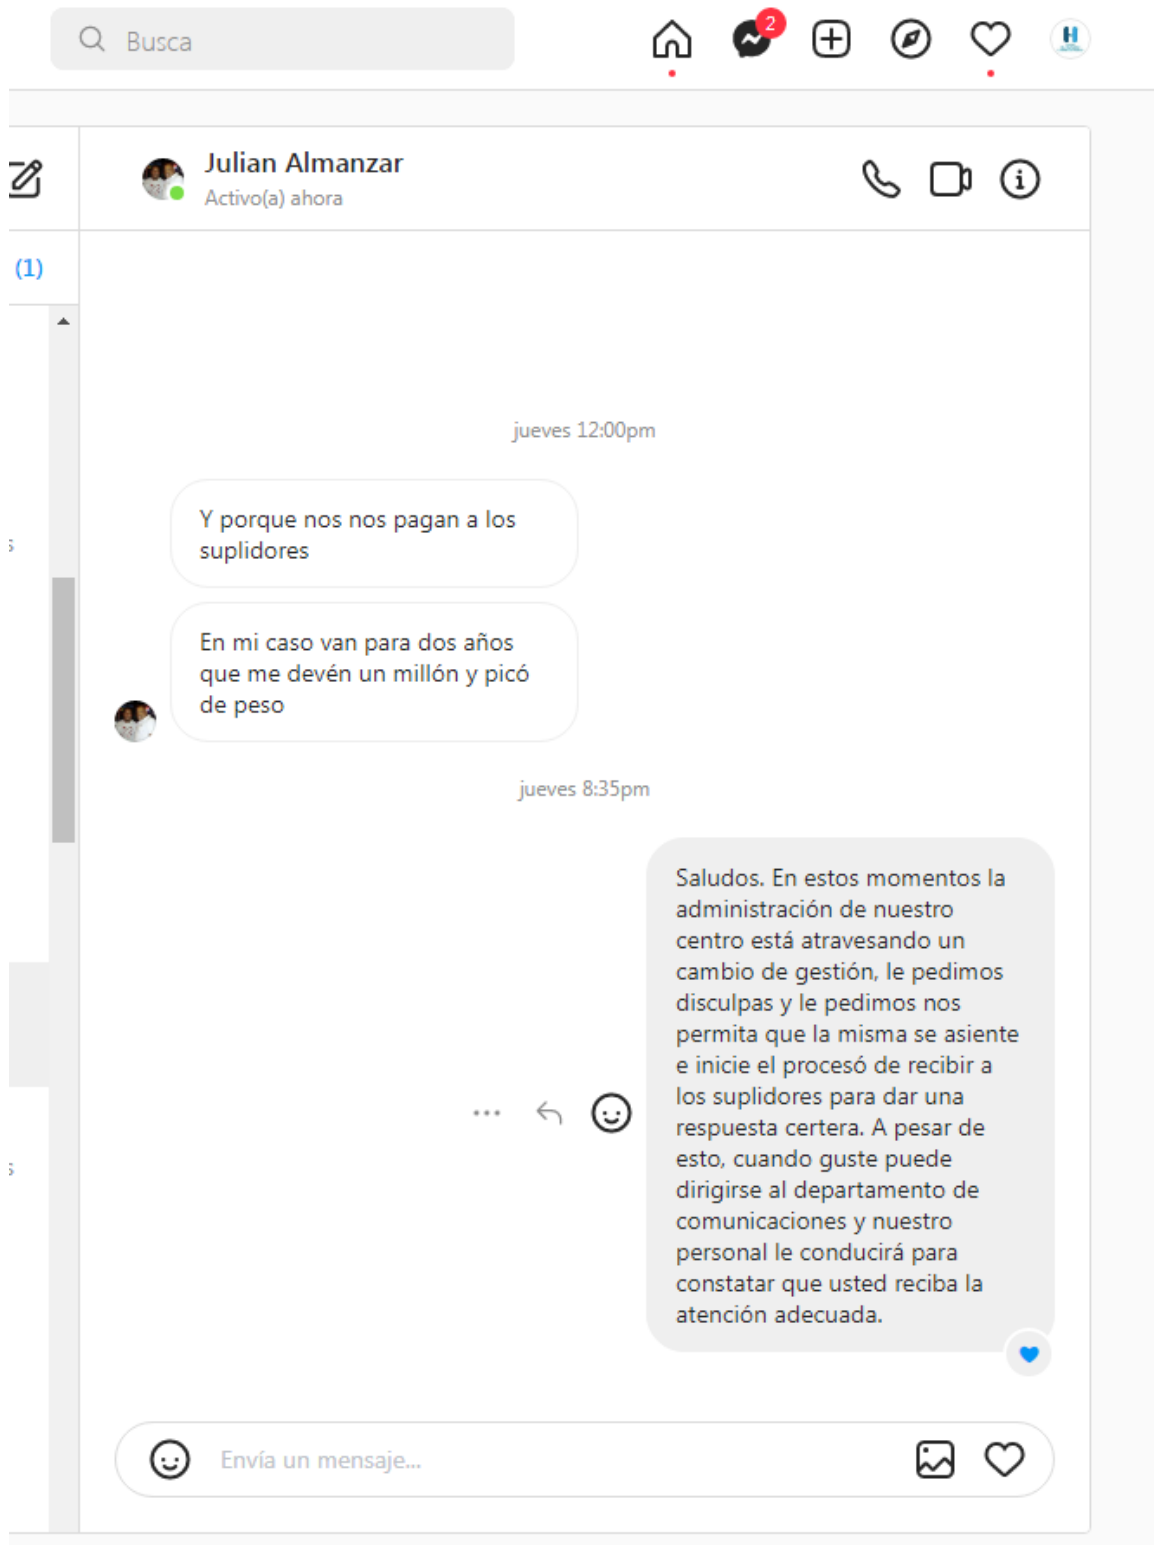 Busca
2
Julian Almanzar
Activo(a) ahora
(1)
jueves 12:00pm
Y porque nos nos pagan a los
suplidores
s
En mi caso van para dos años
que me devén un millón y picó
de peso
jueves 8:35pm
Saludos. En estos momentos la
administración de nuestro
centro está atravesando un
cambio de gestión, le pedimos
disculpas y le pedimos nos
permita que la misma se asiente
e inicie el procesó de recibir a
los suplidores para dar una
respuesta certera. A pesar de
esto, cuando guste puede
s
dirigirse al departamento de
comunicaciones y nuestro
personal le conducirá para
constatar que usted reciba la
atención adecuada.
Envía un mensaje...